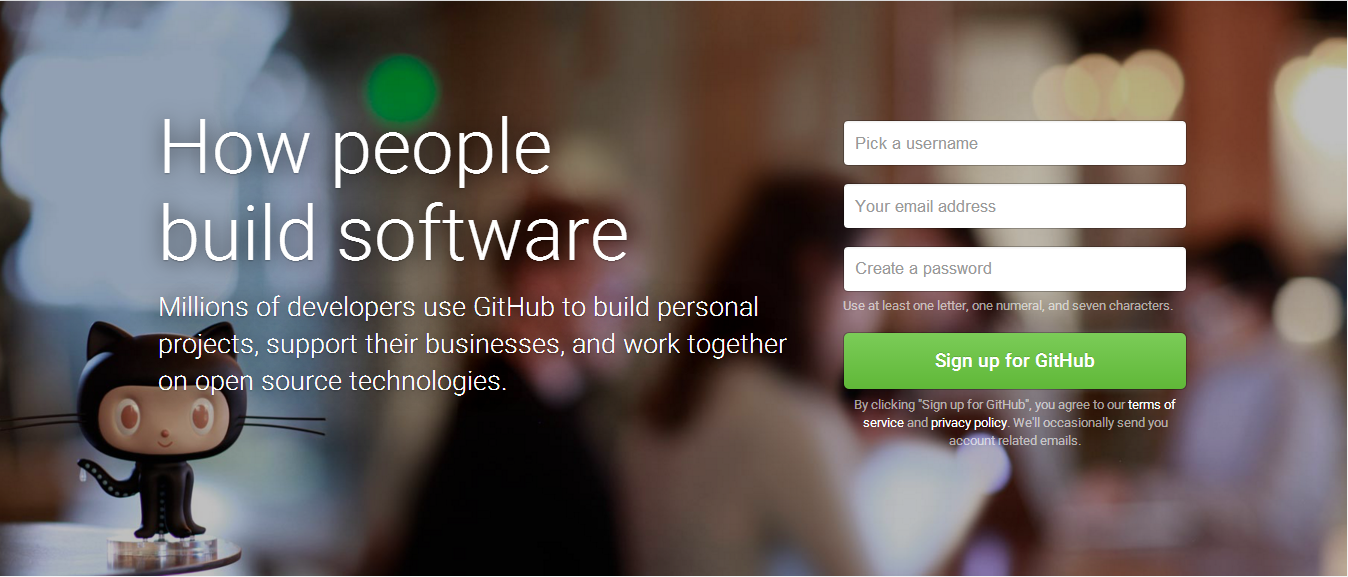 How people
build software
Millions of developers use GitHub to build personal
projects, support their businesses, and work together
on open source technologies.
Pick a username
Your email address
Create a password
Use at least one letter, one numeral, and seven characters.
Sign up for GitHub
By clicking "Sign up for GitHub", you agree to our terms of
service and privacy policy. We'll occasionally send you
account related emails.